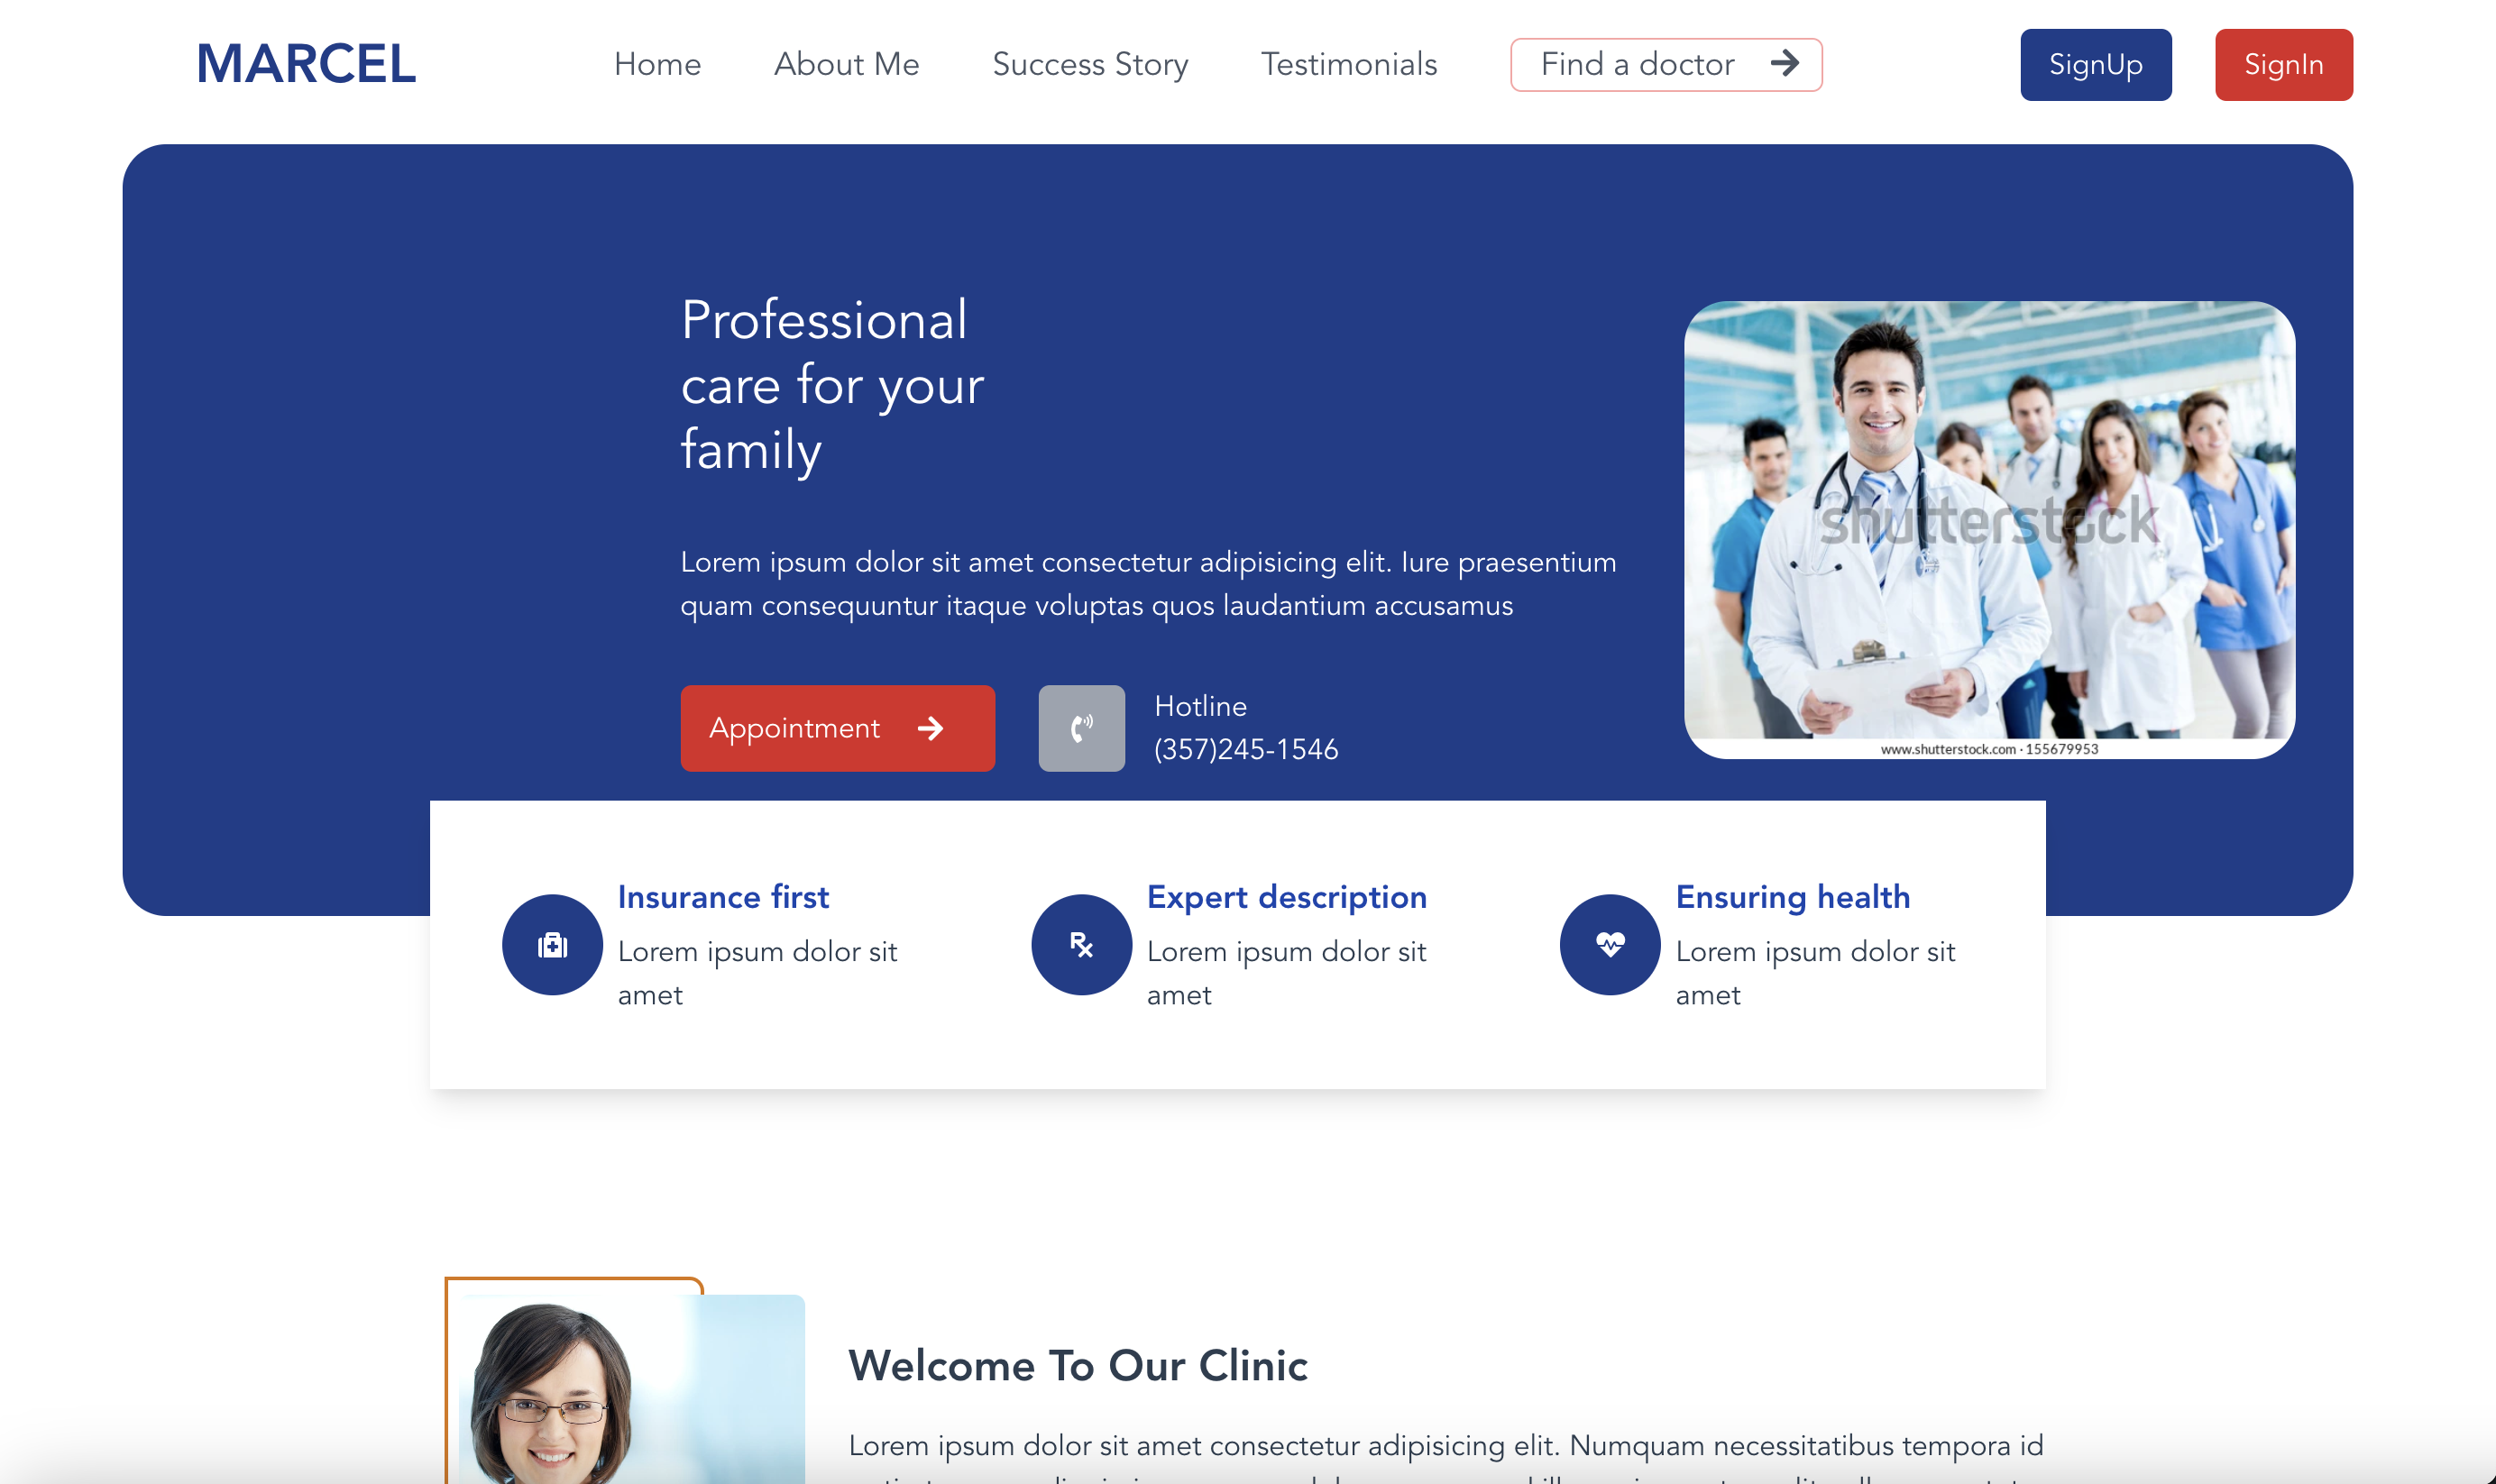 MARCEL
Home
About Me
Success Story
Testimonials
Find a doctor
SignUp
SignIn
Professional
care for your
family
Lorem ipsum dolor sit amet consectetur adipisicing elit. Iure praesentium
quam consequuntur itaque voluptas quos laudantium accusamus
Appointment
Hotline
(357)245-1546
shutterstock
www.shutterstock.com · 155679953
Insurance first
Lorem ipsum dolor sit
amet
Expert description
Lorem ipsum dolor sit
amet
Ensuring health
Lorem ipsum dolor sit
amet
Welcome To Our Clinic
Lorem ipsum dolor sit amet consectetur adipisicing elit. Numquam necessitatibus tempora id